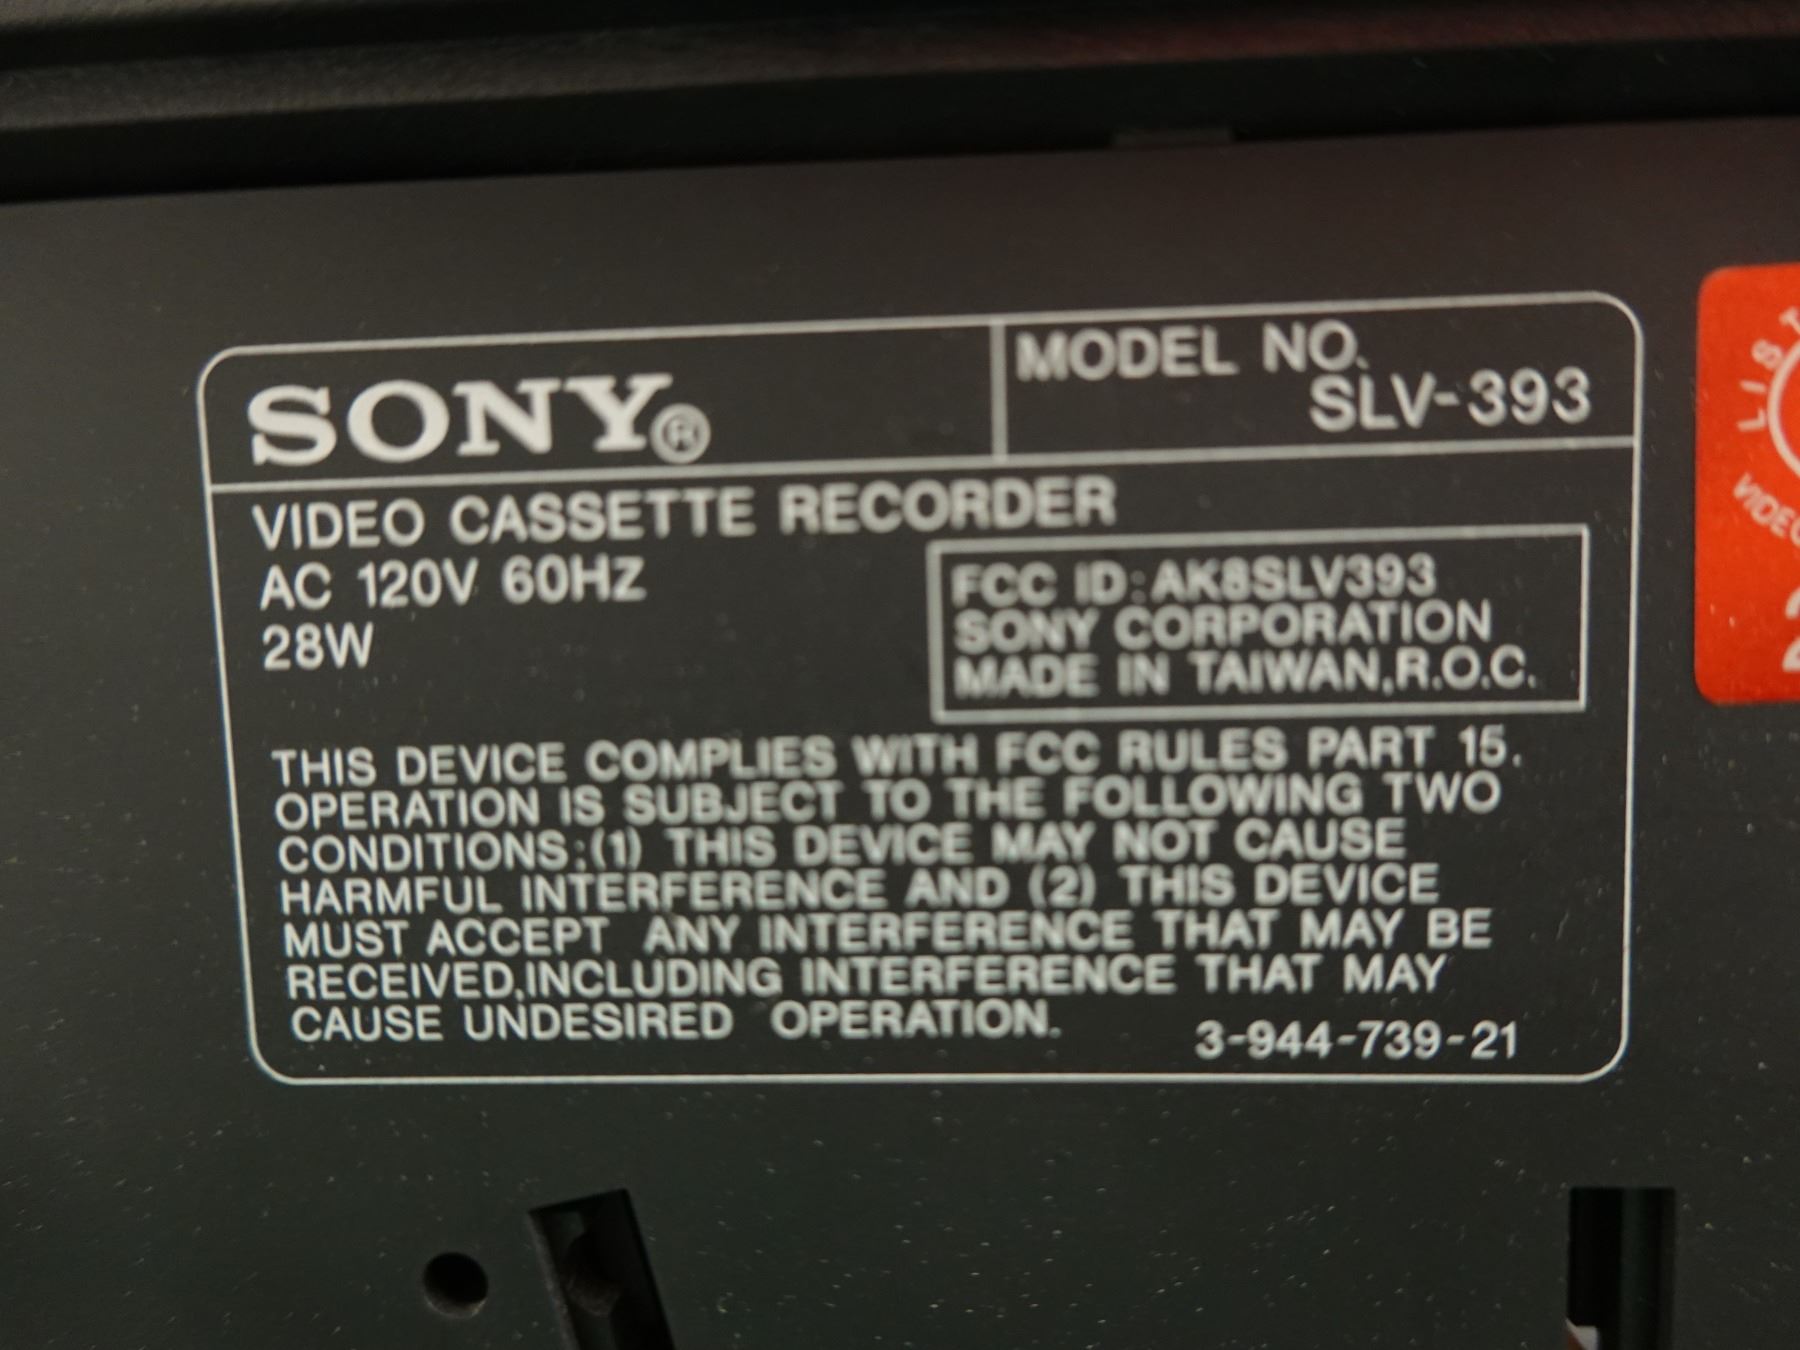 SONY®
MODEL NO.
SLV-393
VIDEO CASSETTE RECORDER
AC 120V 60HZ
28W
FCC ID:AK8SLV393
SONY CORPORATION
MADE IN TAIWAN,R.O.C.
THIS DEVICE COMPLIES WITH FCC RULES PART 15.
OPERATION IS SUBJECT TO THE FOLLOWING TWO
CONDITIONS:(1) THIS DEVICE MAY NOT CAUSE
HARMFUL INTERFERENCE AND (2) THIS DEVICE
MUST ACCEPT ANY INTERFERENCE THAT MAY BE
RECEIVED,INCLUDING INTERFERENCE THAT MAY
CAUSE UNDESIRED OPERATION.
3-944-739-21
LIST
VIDEO